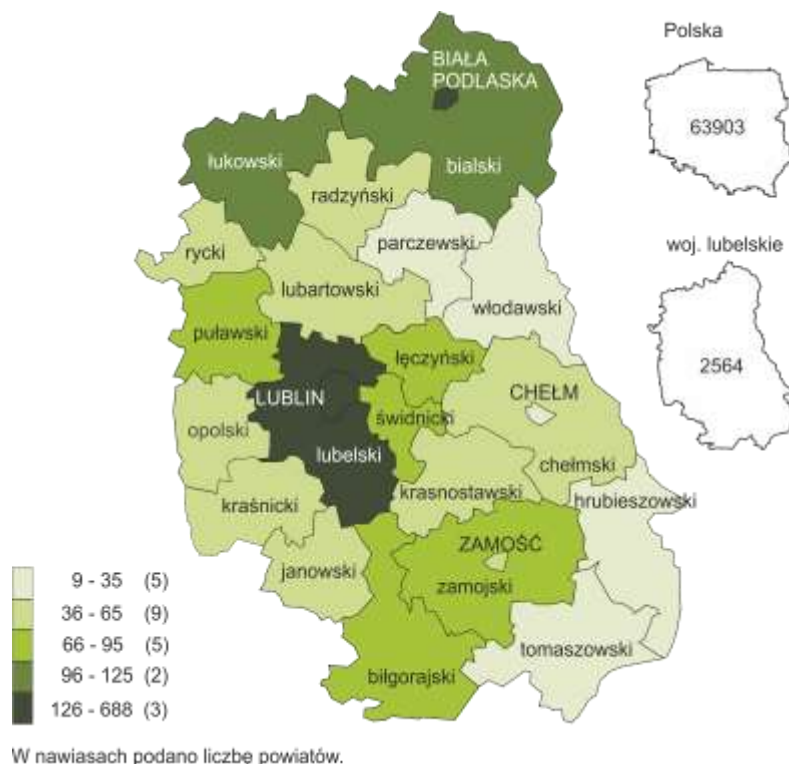 Polska
63903
BIAŁA
PODLASKA
łukowski
bialski
radzyński
parczewski
rycki
woj. lubelskie
lubartowski
włodawski
puławski
łęczyński
2564
LUBLIN
świdnicki
CHEŁM
opolski
lubelski
chełmski
kraśnicki
krasnostawski
hrubieszowski
ZAMOŚĆ
janowski
zamojski
tomaszowski
biłgorajski
9 - 35 (5)
36 - 65 (9)
66 - 95 (5)
96 - 125 (2)
126 - 688 (3)
W nawiasach podano liczbę powiatów.